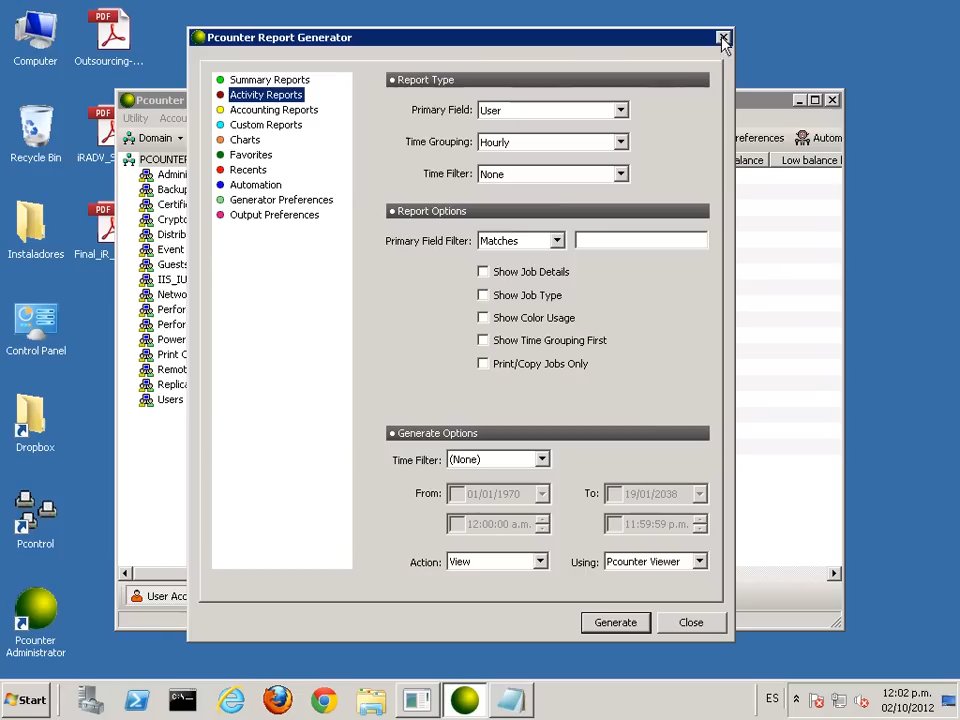 Computer
Outsourcing-...
Recycle Bin
iRADV_S
Instaladores
Final_iR_
Control Panel
Dropbox
Pcontrol
Pcounter
Administrator
Pcounter
Utility Accou
Domain
PCOUNTER
Admini
Backup
Certific
Crypto
Distrib
Event
Guests
IIS_IU
Networ
Perfor
Perfor
Power
Print O
Remot
Replica
Users
User Acc
references Autom
alance Low balance l
Pcounter Report Generator
Summary Reports
Activity Reports
Accounting Reports
Custom Reports
Charts
Favorites
Recents
Automation
Generator Preferences
Output Preferences
Report Type
Primary Field: User
Time Grouping: Hourly
Time Filter: None
Report Options
Primary Field Filter: Matches
Show Job Details
Show Job Type
Show Color Usage
Show Time Grouping First
Print/Copy Jobs Only
Generate Options
Time Filter: (None)
From: 01/01/1970 To: 19/01/2038
12:00:00 a.m. 11:59:59 p.m.
Action: View Using: Pcounter Viewer
Generate Close
Start
ES
12:02 p.m.
02/10/2012